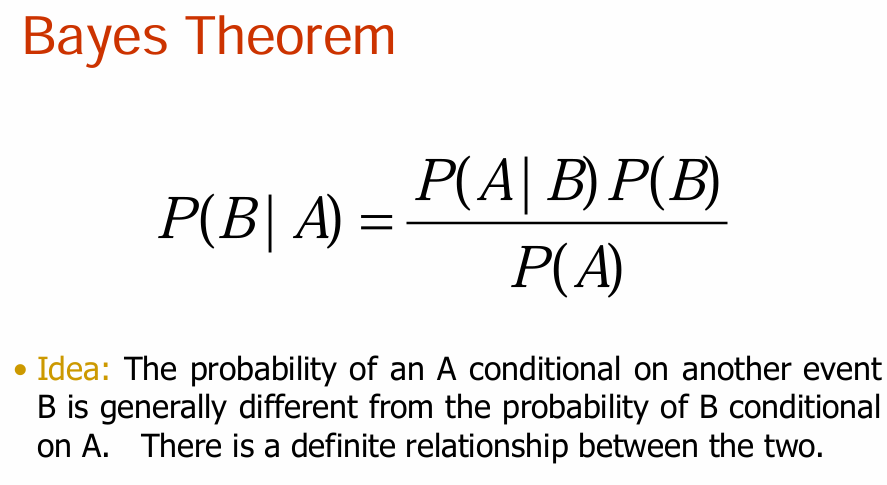 Bayes Theorem
P(B | A) = P(A | B) P(B) / P(A)
• Idea: The probability of an A conditional on another event
B is generally different from the probability of B conditional
on A. There is a definite relationship between the two.